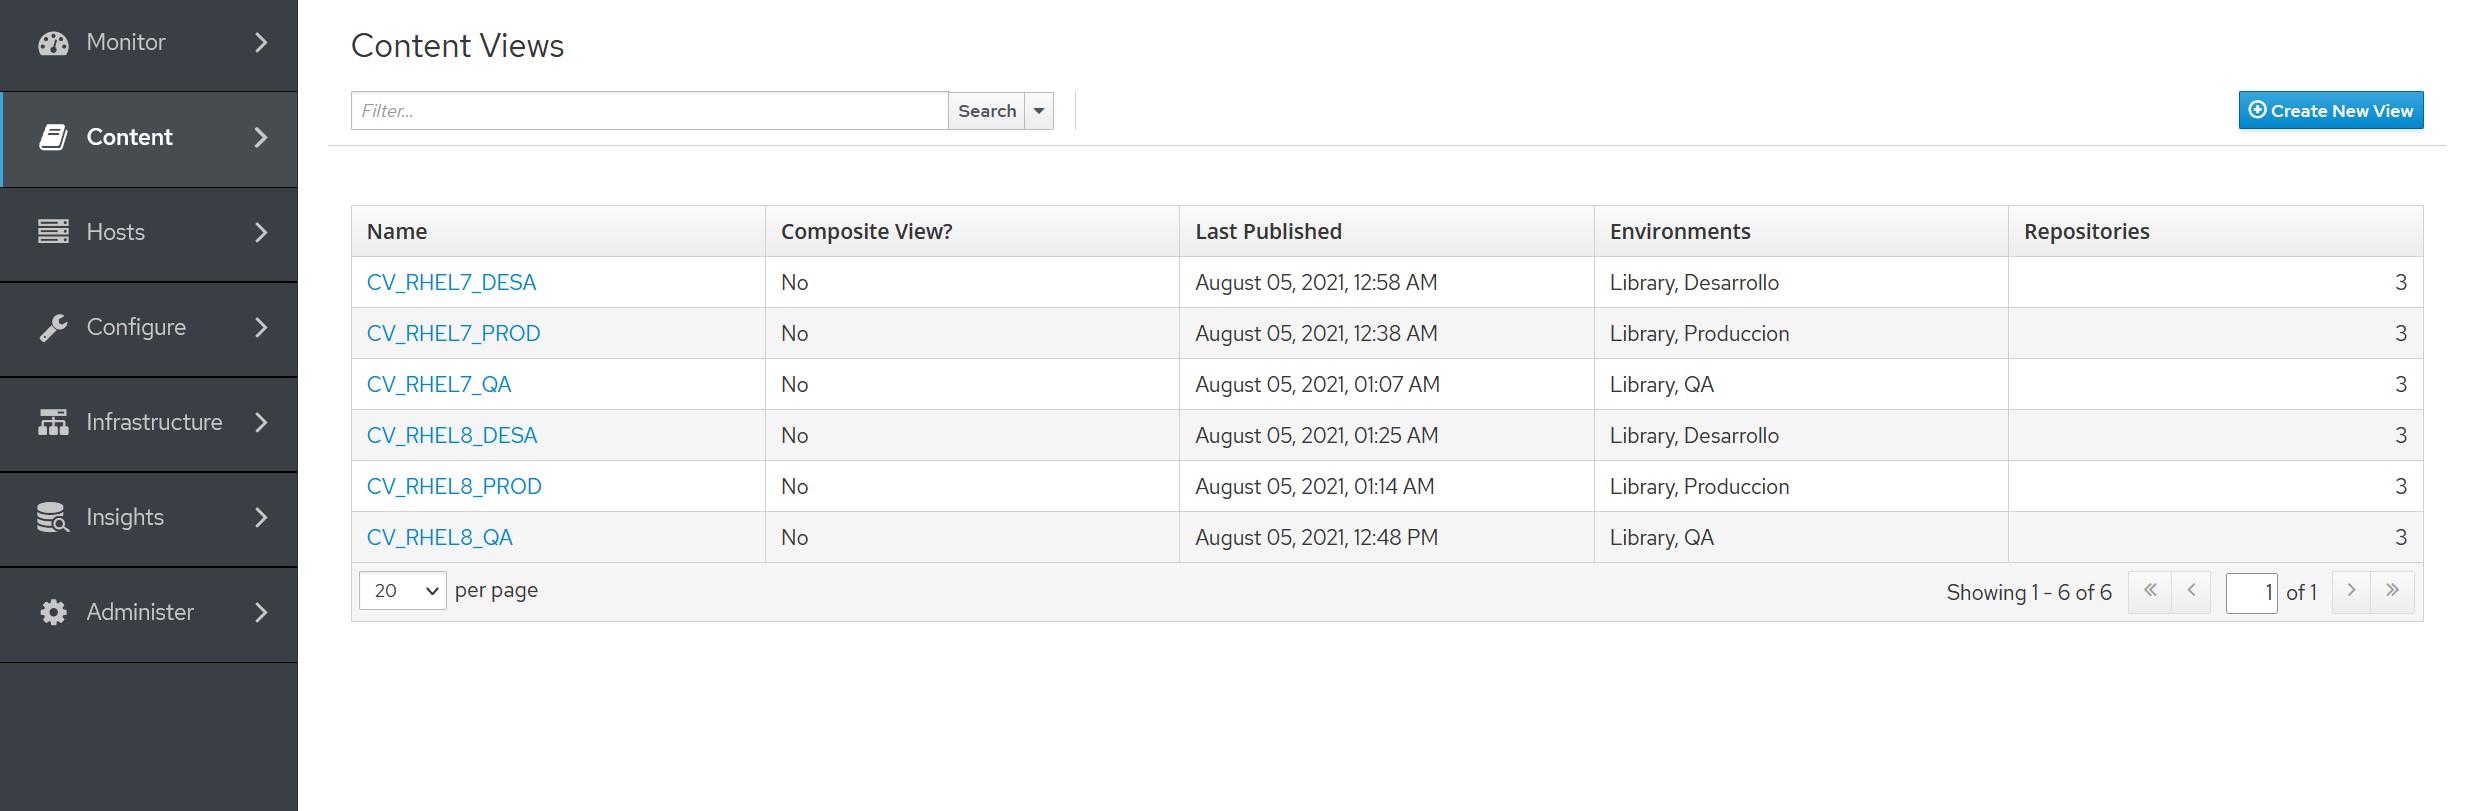 Monitor
Content
Hosts
Configure
Infrastructure
Insights
Administer
Content Views
Filter...
Search
Create New View
Name Composite View? Last Published Environments Repositories
CV_RHEL7_DESA No August 05, 2021, 12:58 AM Library, Desarrollo 3
CV_RHEL7_PROD No August 05, 2021, 12:38 AM Library, Produccion 3
CV_RHEL7_QA No August 05, 2021, 01:07 AM Library, QA 3
CV_RHEL8_DESA No August 05, 2021, 01:25 AM Library, Desarrollo 3
CV_RHEL8_PROD No August 05, 2021, 01:14 AM Library, Produccion 3
CV_RHEL8_QA No August 05, 2021, 12:48 PM Library, QA 3
20 per page Showing 1 - 6 of 6 « ‹ 1 of 1 › »